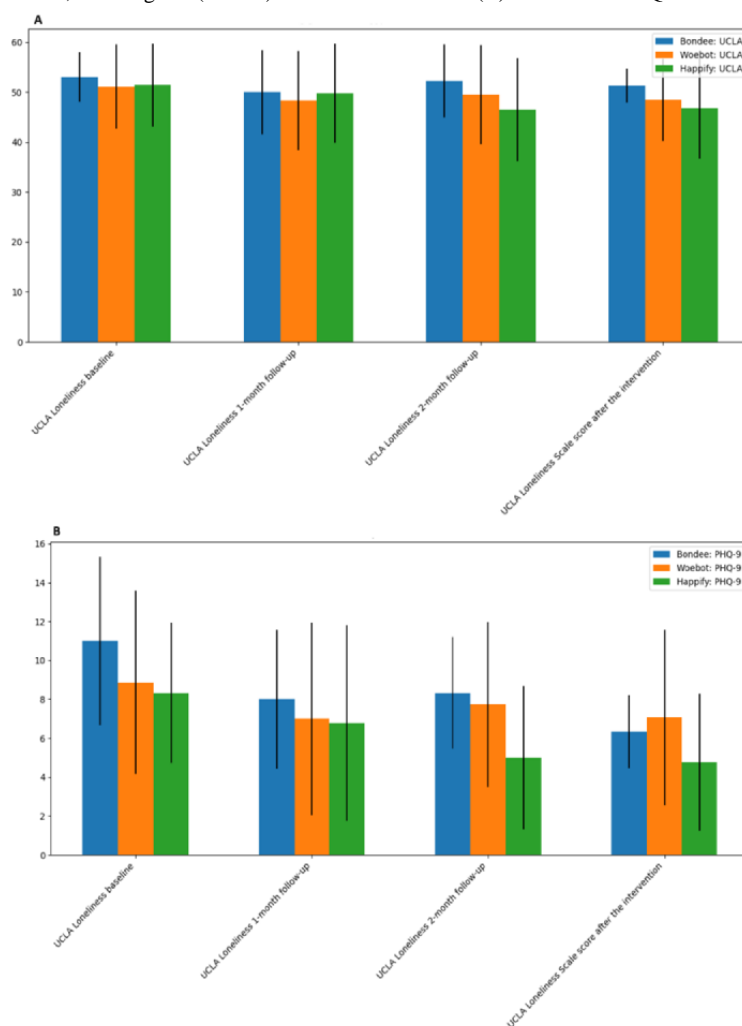 A
60
50
40
30
20
10
0
Bondee: UCLA
Woebot: UCLA
Happify: UCLA
UCLA Loneliness baseline
UCLA Loneliness 1-month follow-up
UCLA Loneliness 2-month follow-up
UCLA Loneliness Scale score after the intervention
B
16
14
12
10
8
6
4
2
0
Bondee: PHQ-9
Woebot: PHQ-9
Happify: PHQ-9
UCLA Loneliness baseline
UCLA Loneliness 1-month follow-up
UCLA Loneliness 2-month follow-up
UCLA Loneliness Scale score after the intervention